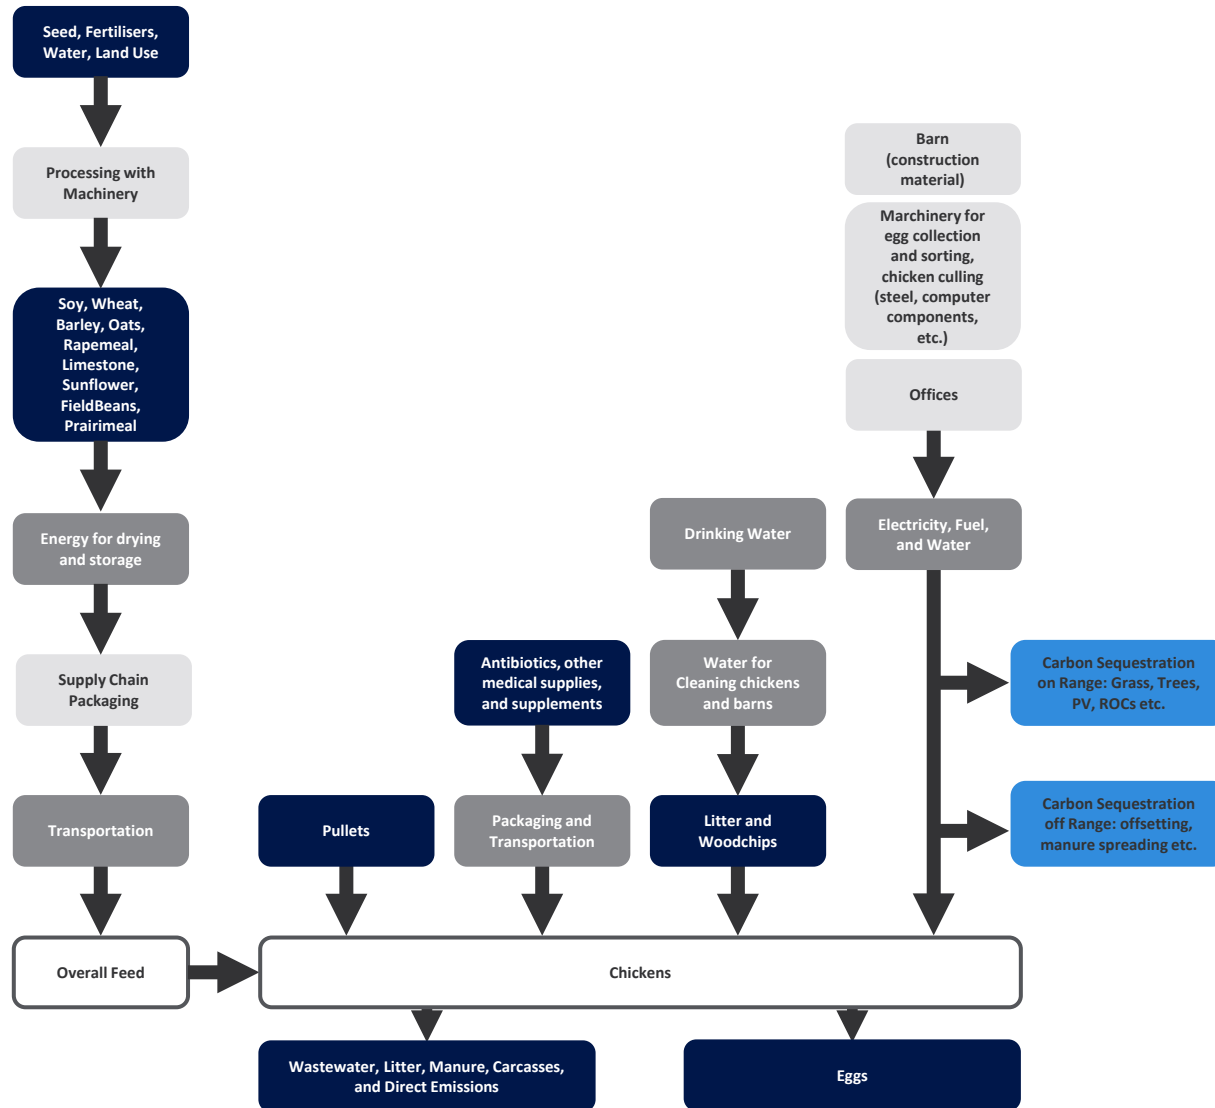 Seed, Fertilisers,
Water, Land Use
Processing with
Machinery
Soy, Wheat,
Barley, Oats,
Rapemeal,
Limestone,
Sunflower,
FieldBeans,
Prairimeal
Energy for drying
and storage
Supply Chain
Packaging
Transportation
Overall Feed
Pullets
Antibiotics, other
medical supplies,
and supplements
Packaging and
Transportation
Drinking Water
Water for
Cleaning chickens
and barns
Litter and
Woodchips
Barn
(construction
material)
Marchinery for
egg collection
and sorting,
chicken culling
(steel, computer
components,
etc.)
Offices
Electricity, Fuel,
and Water
Carbon Sequestration
on Range: Grass, Trees,
PV, ROCs etc.
Carbon Sequestration
off Range: offsetting,
manure spreading etc.
Chickens
Wastewater, Litter, Manure, Carcasses,
and Direct Emissions
Eggs